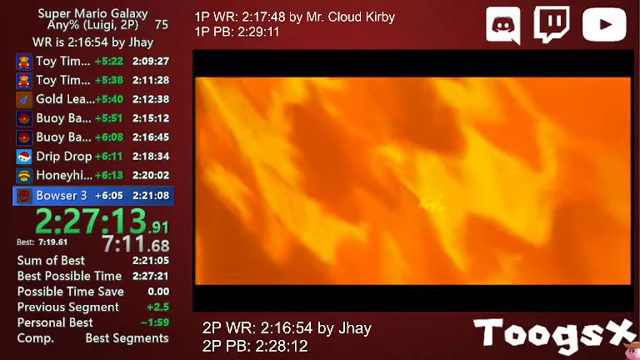 Super Mario Galaxy
Any% (Luigi, 2P) 75
WR is 2:16:54 by Jhay
Toy Tim... +5:22 2:09:27
Toy Tim... +5:38 2:11:28
Gold Lea... +5:40 2:12:38
Buoy Ba... +5:51 2:15:12
Buoy Ba... +6:08 2:16:45
Drip Drop +6:11 2:18:34
Honeyhi... +6:13 2:20:02
Bowser 3 +6:05 2:21:08
2:27:13.91
Best: 7:19.61 7:11.68
Sum of Best 2:21:05
Best Possible Time 2:27:21
Possible Time Save 0.00
Previous Segment +2.5
Personal Best -1:59
Comp. Best Segments
1P WR: 2:17:48 by Mr. Cloud Kirby
1P PB: 2:29:11
2P WR: 2:16:54 by Jhay
2P PB: 2:28:12
ToogsX